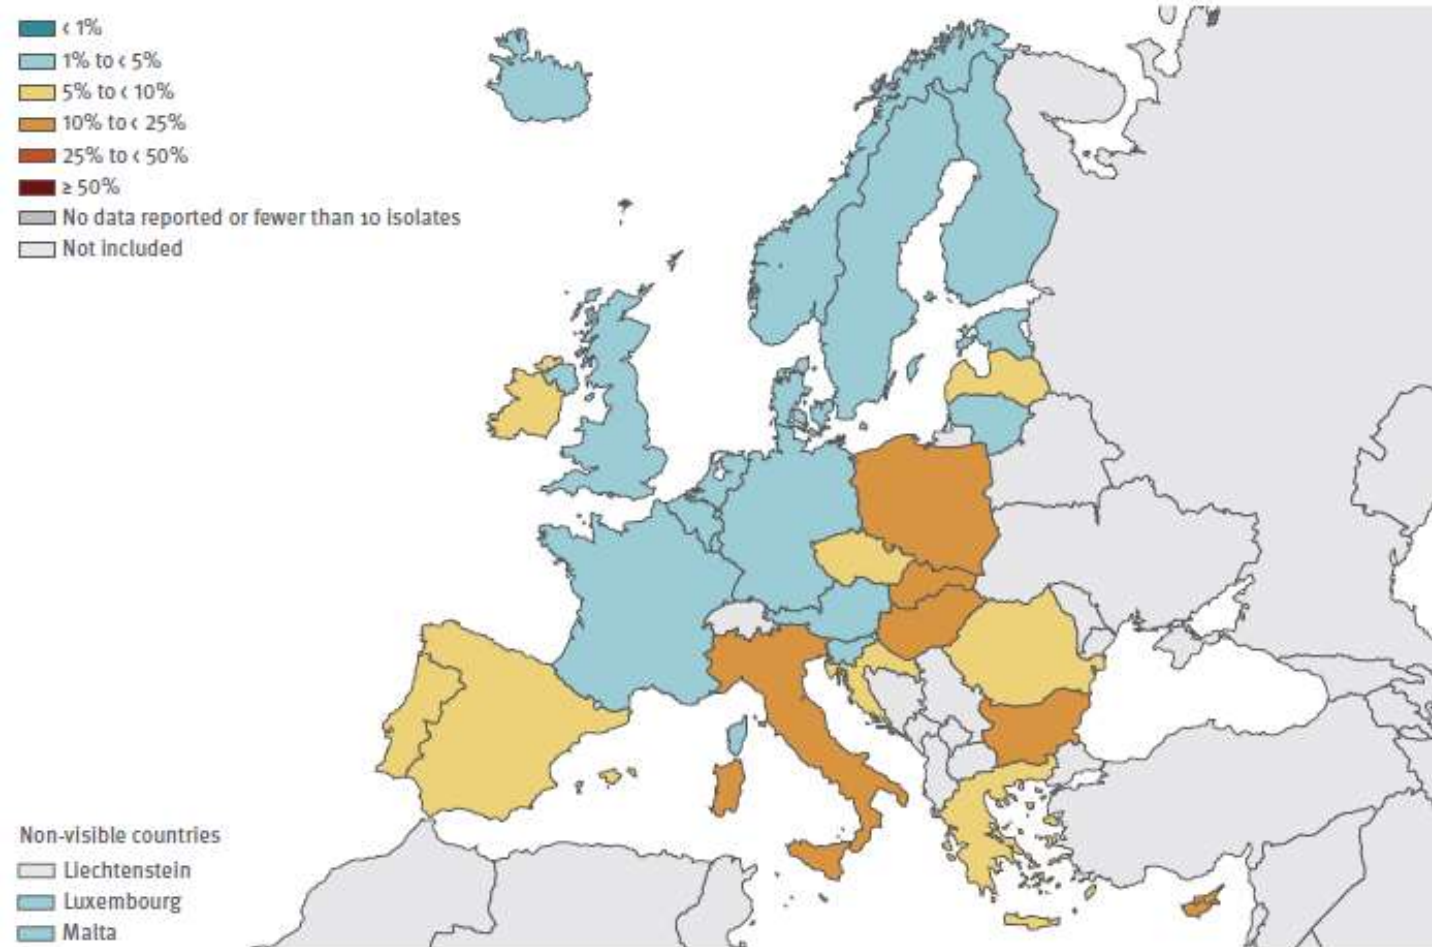 < 1%
1% to < 5%
5% to < 10%
10% to < 25%
25% to < 50%
≥ 50%
No data reported or fewer than 10 isolates
Not included
Non-visible countries
Liechtenstein
Luxembourg
Malta